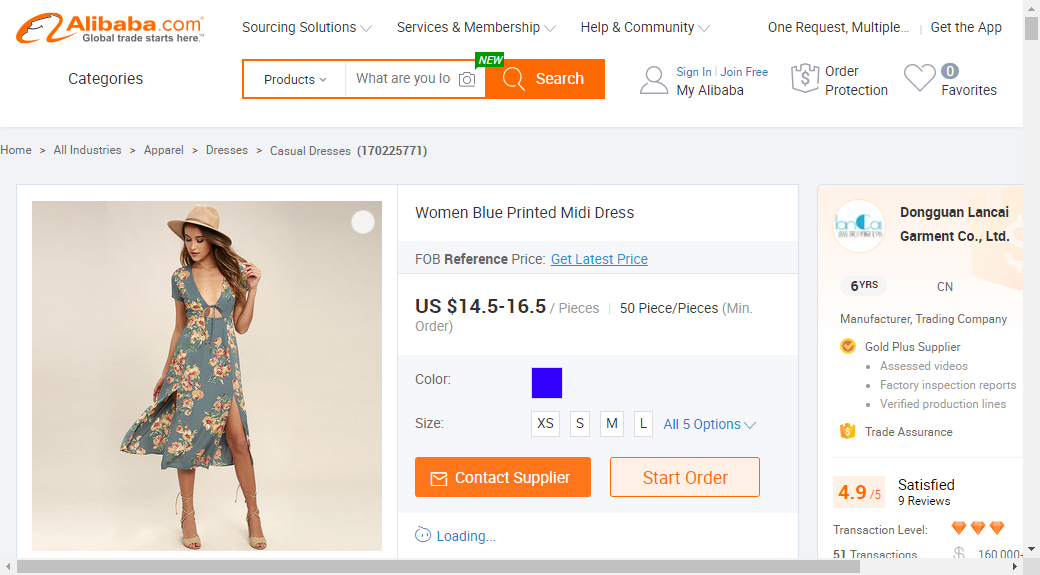 Alibaba.com
Global trade starts here.™
Sourcing Solutions
Services & Membership
Help & Community
One Request, Multiple...
Get the App
Categories
Products
What are you lo
NEW
Search
Sign In | Join Free
My Alibaba
Order
Protection
0
Favorites
Home > All Industries > Apparel > Dresses > Casual Dresses (170225771)
Women Blue Printed Midi Dress
FOB Reference Price: Get Latest Price
US $14.5-16.5 / Pieces | 50 Piece/Pieces (Min.
Order)
Color:
Size: XS S M L All 5 Options
Contact Supplier
Start Order
Loading...
Dongguan Lancai
Garment Co., Ltd.
6YRS
CN
Manufacturer, Trading Company
Gold Plus Supplier
Assessed videos
Factory inspection reports
Verified production lines
Trade Assurance
4.9 /5
Satisfied
9 Reviews
Transaction Level:
51 Transactions
$ 160,000+